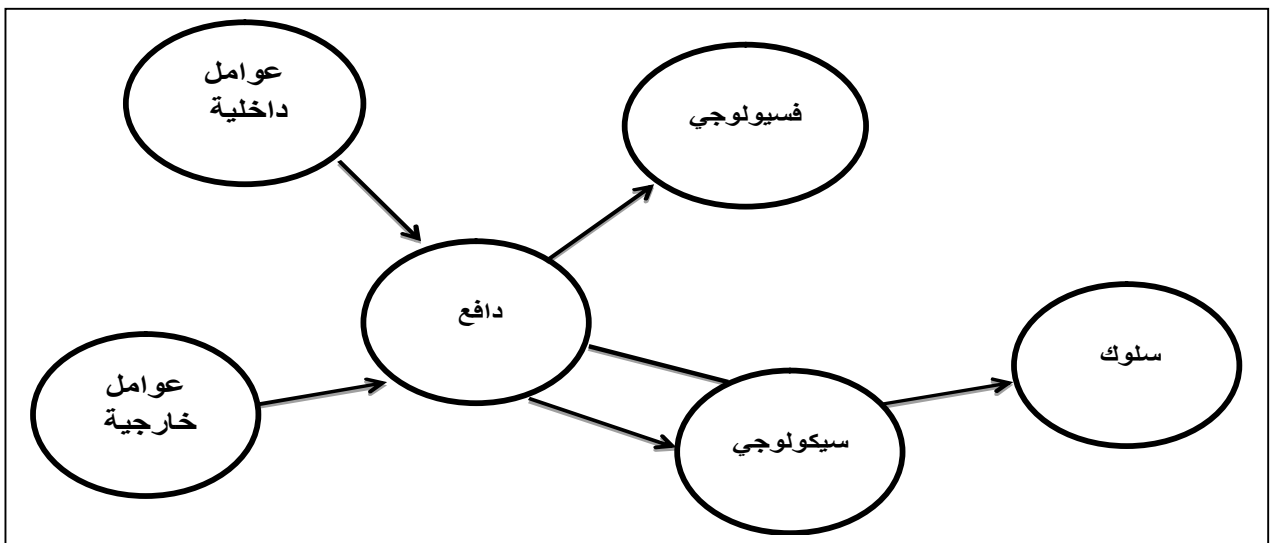 عوامل
داخلية
فسيولوجي
دافع
سلوك
عوامل
خارجية
سيكولوجي